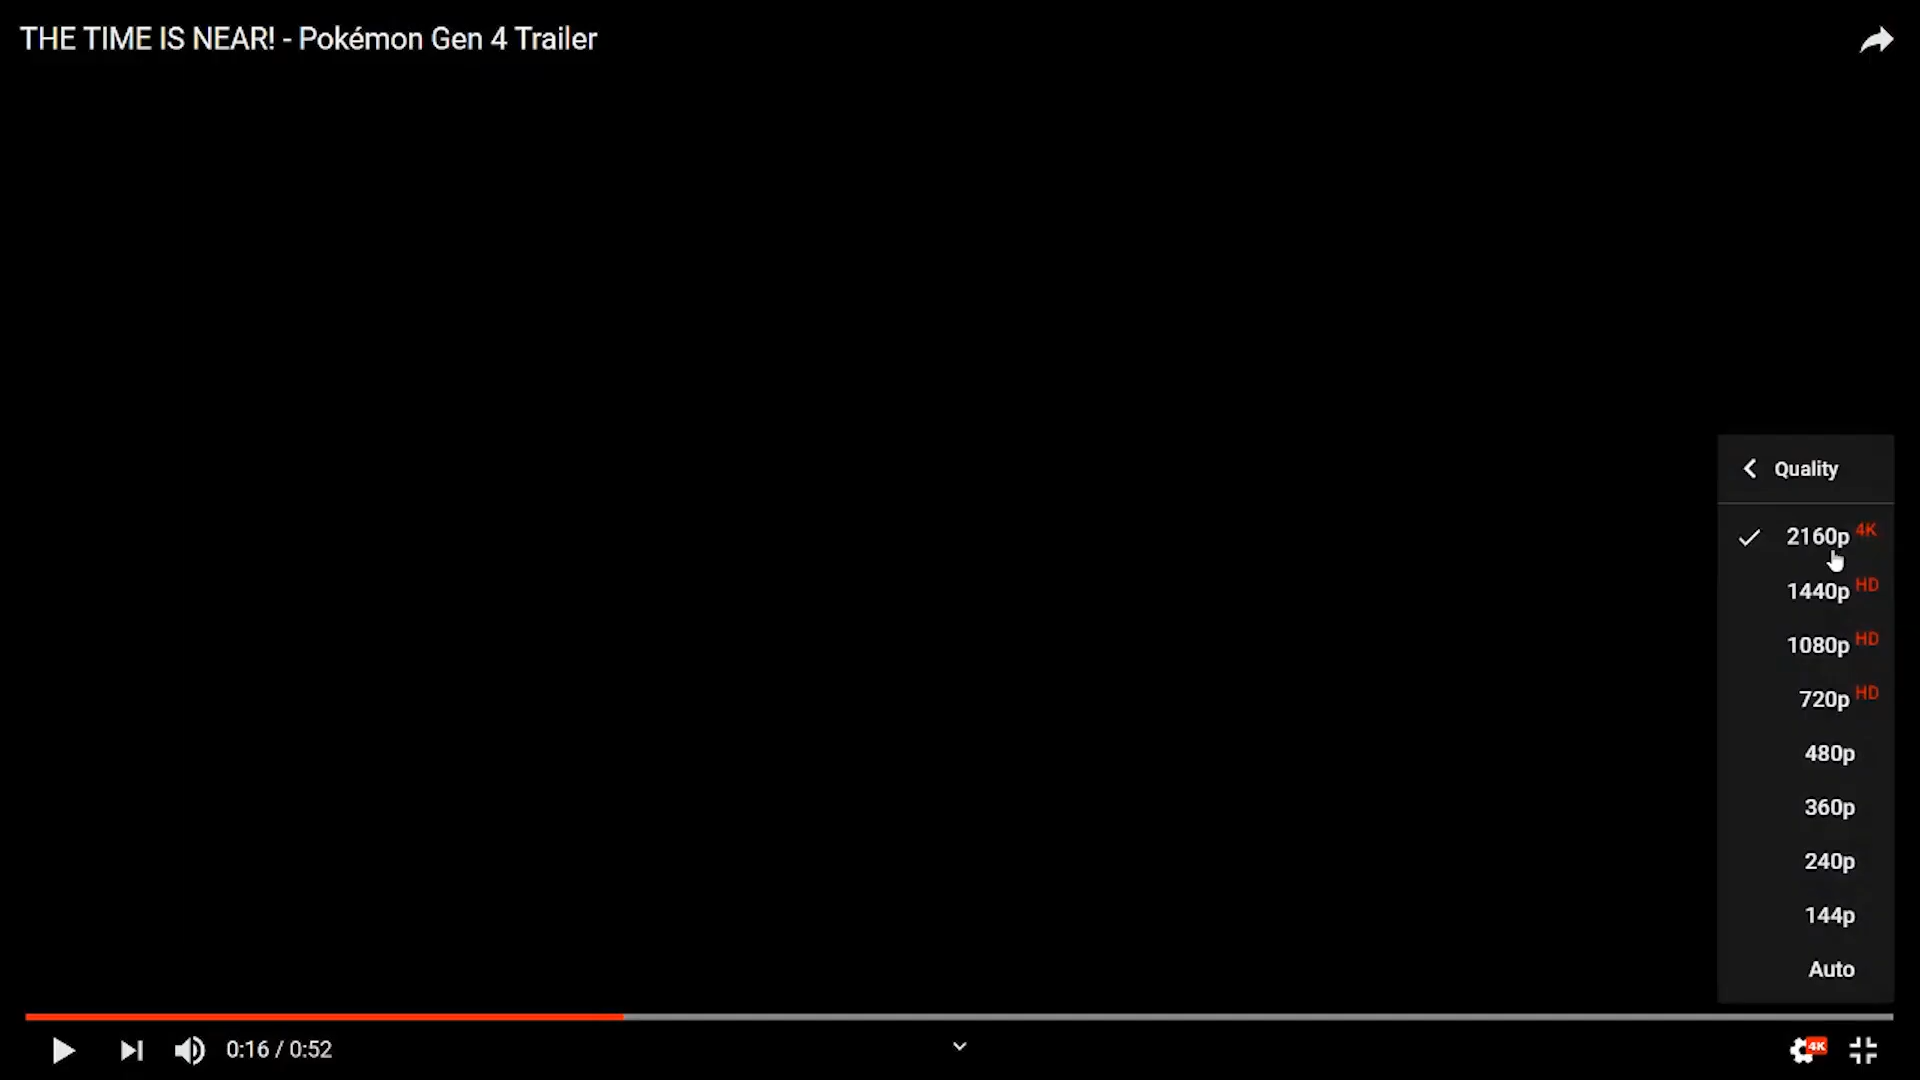 THE TIME IS NEAR! - Pokémon Gen 4 Trailer
Quality
2160p 4K
1440p HD
1080p HD
720p HD
480p
360p
240p
144p
Auto
0:16 / 0:52
4K